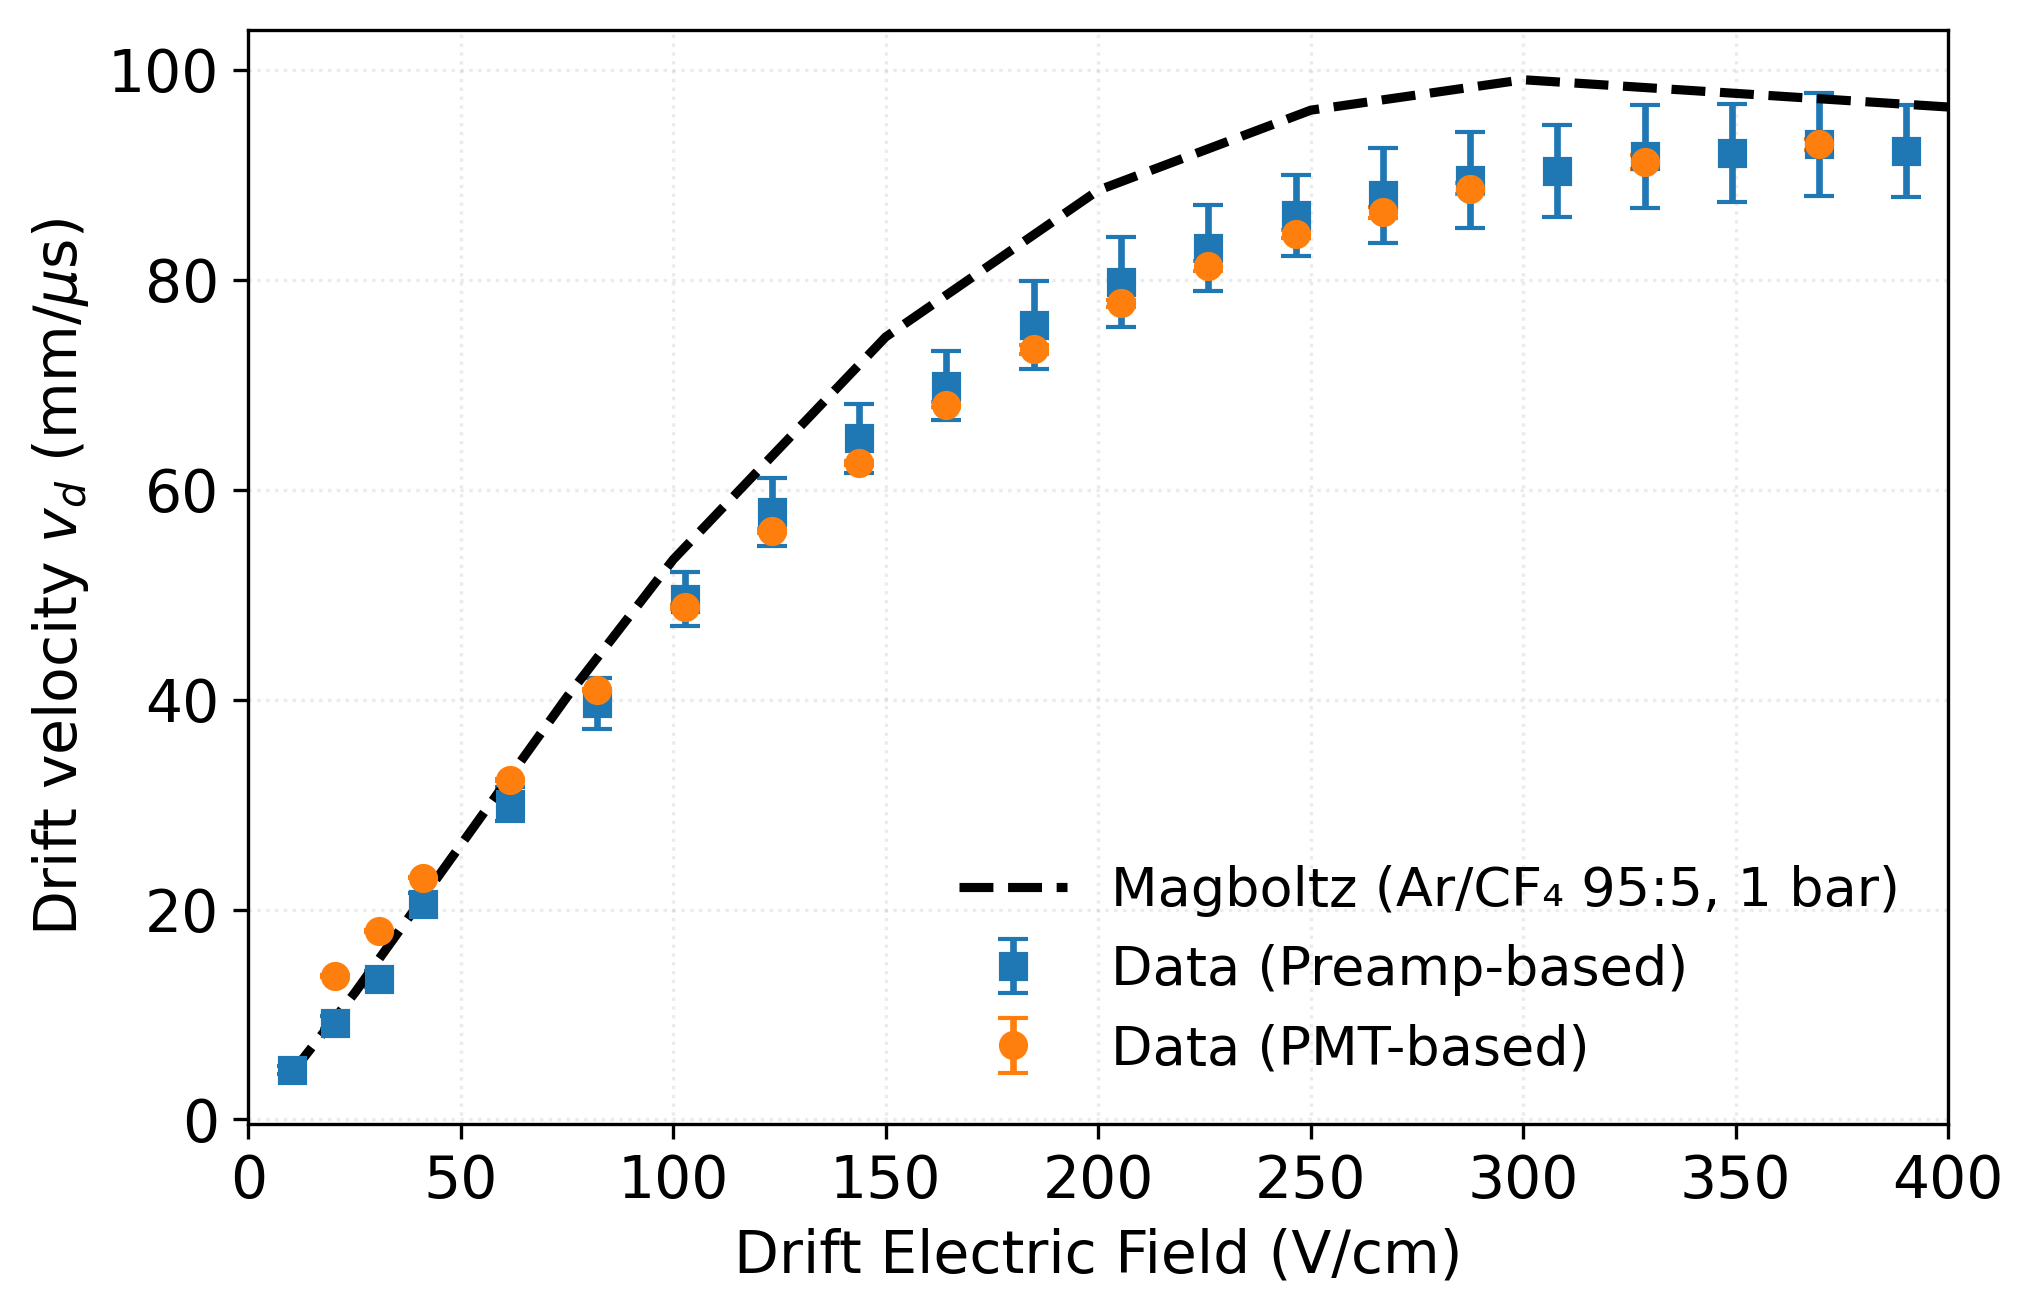 100
80
60
40
20
0
Drift velocity v_d (mm/μs)
Magboltz (Ar/CF₄ 95:5, 1 bar)
Data (Preamp-based)
Data (PMT-based)
0 50 100 150 200 250 300 350 400
Drift Electric Field (V/cm)